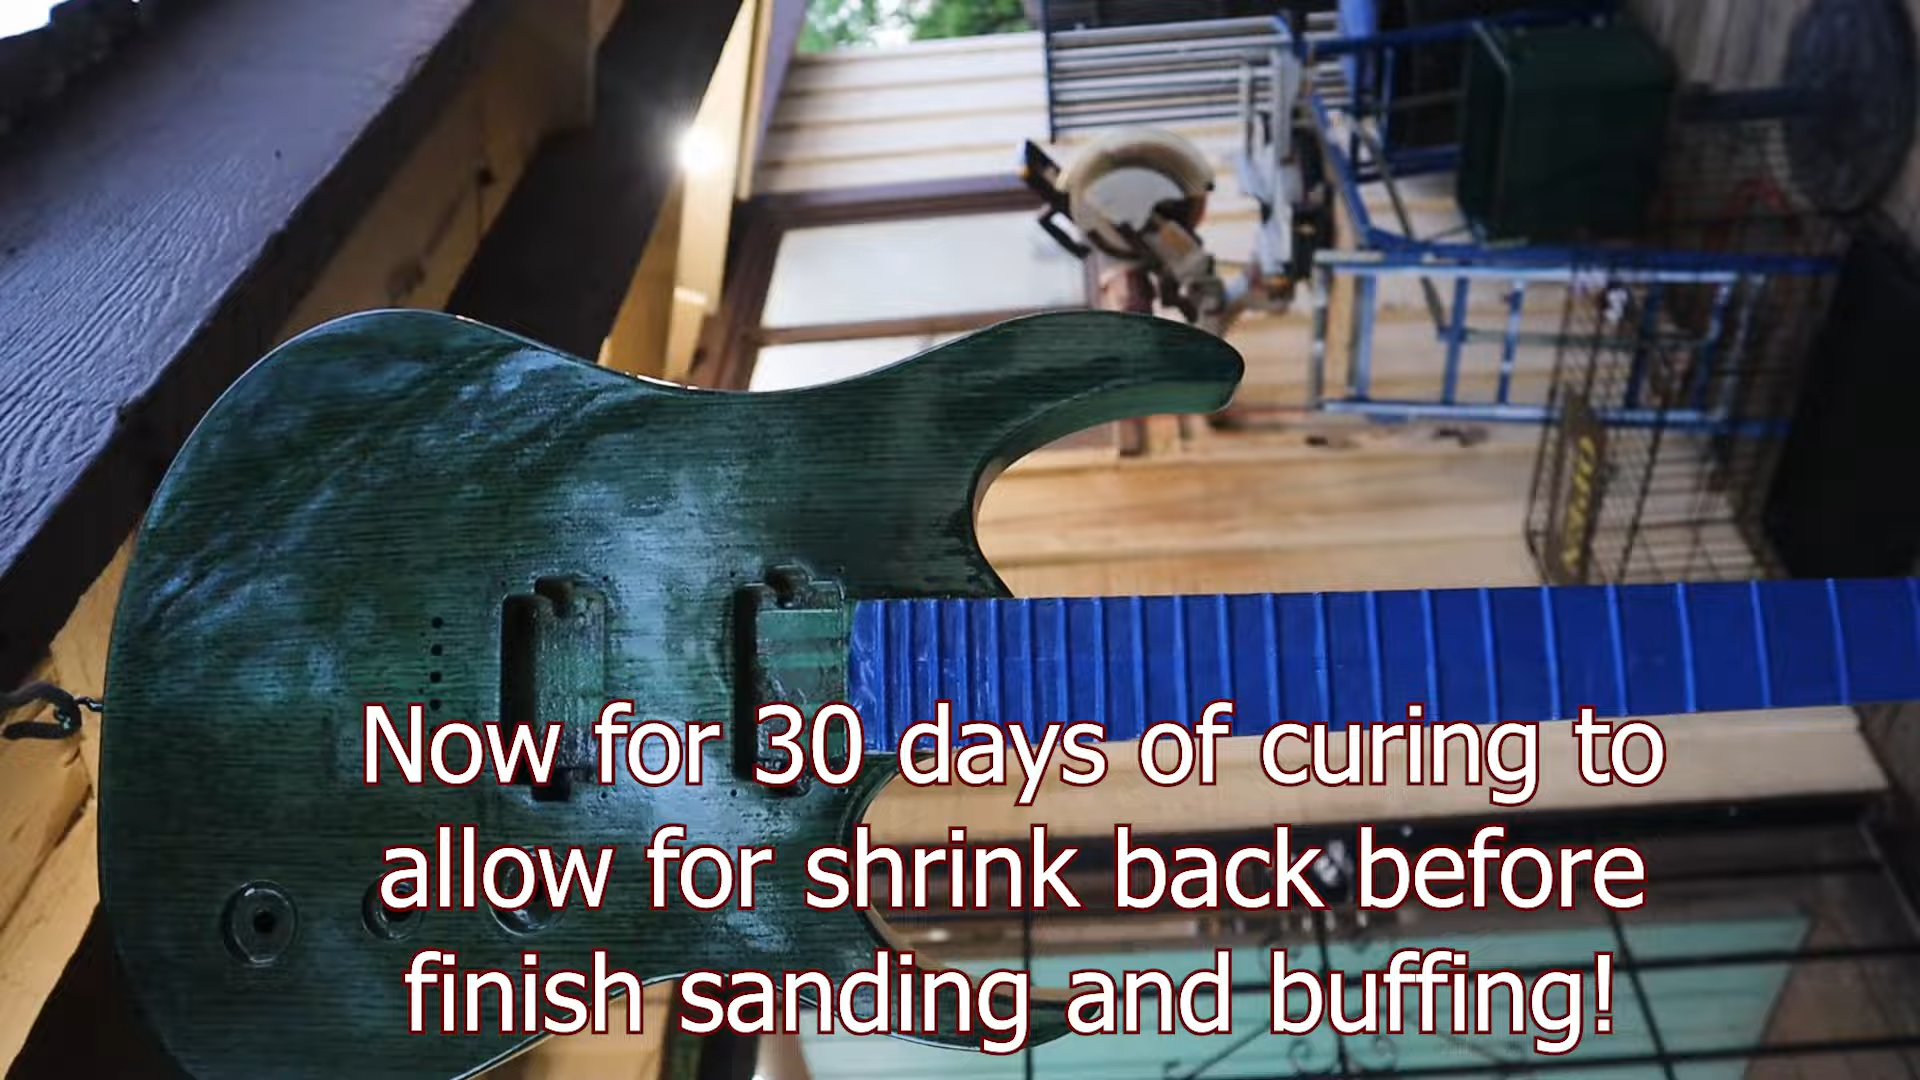 Now for 30 days of curing to
allow for shrink back before
finish sanding and buffing!